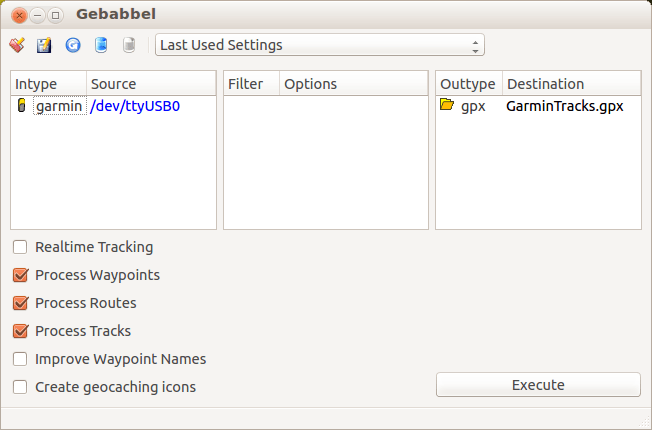 Gebabbel
Last Used Settings
Intype Source
garmin /dev/ttyUSB0
Filter Options
Outtype Destination
gpx GarminTracks.gpx
Realtime Tracking
Process Waypoints
Process Routes
Process Tracks
Improve Waypoint Names
Create geocaching icons
Execute